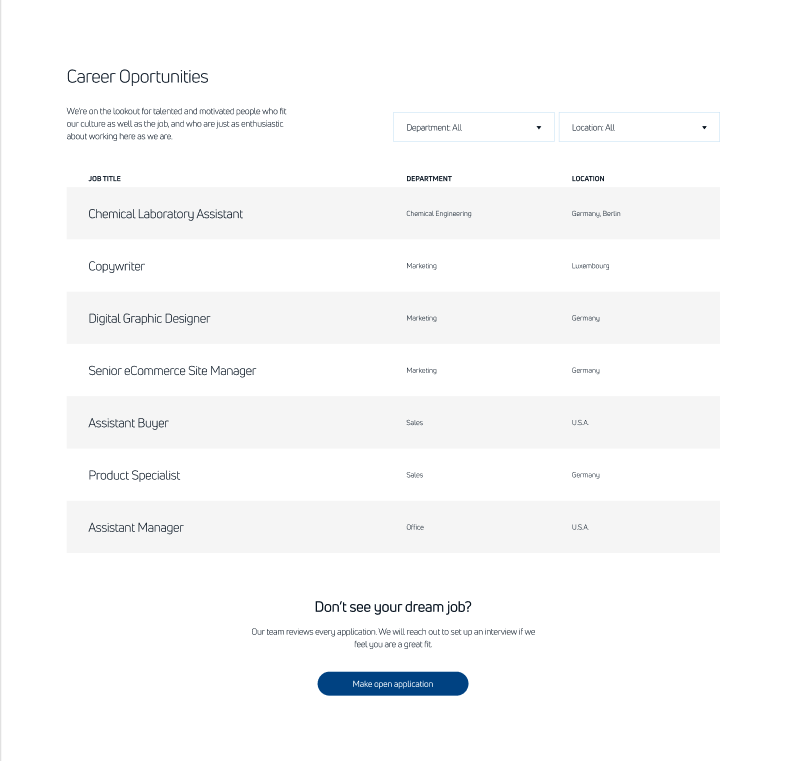 Career Oportunities
We're on the lookout for talented and motivated people who fit
our culture as well as the job, and who are just as enthusiastic
about working here as we are.
Department: All
Location: All
JOB TITLE DEPARTMENT LOCATION
Chemical Laboratory Assistant Chemical Engineering Germany, Berlin
Copywriter Marketing Luxembourg
Digital Graphic Designer Marketing Germany
Senior eCommerce Site Manager Marketing Germany
Assistant Buyer Sales U.S.A.
Product Specialist Sales Germany
Assistant Manager Office U.S.A.
Don't see your dream job?
Our team reviews every application. We will reach out to set up an interview if we
feel you are a great fit.
Make open application